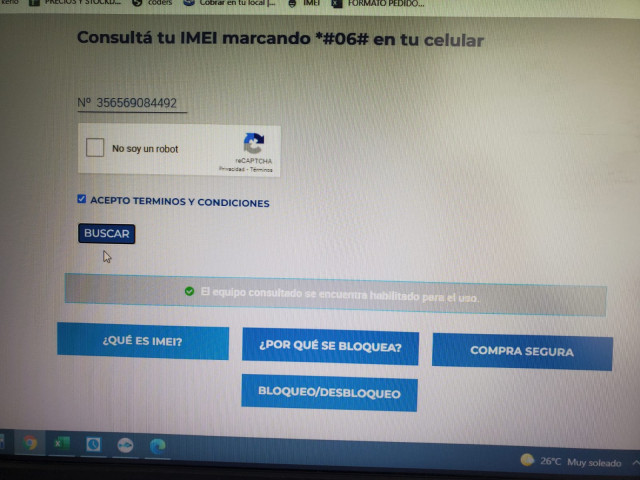 PRECIOS Y STOCKD...
coders
Cobrar en tu local |...
IMEI
FORMATO PEDIDO...
Consultá tu IMEI marcando *#06# en tu celular
Nº 356569084492
No soy un robot
reCAPTCHA
Privacidad - Términos
ACEPTO TERMINOS Y CONDICIONES
BUSCAR
El equipo consultado se encuentra habilitado para el uso.
¿QUÉ ES IMEI?
¿POR QUÉ SE BLOQUEA?
COMPRA SEGURA
BLOQUEO/DESBLOQUEO
26°C Muy soleado